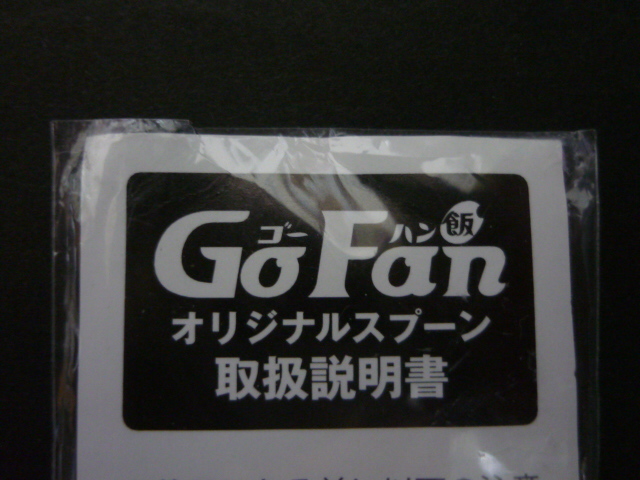 ゴー ハン 飯
GoFan
オリジナルスプーン
取扱説明書